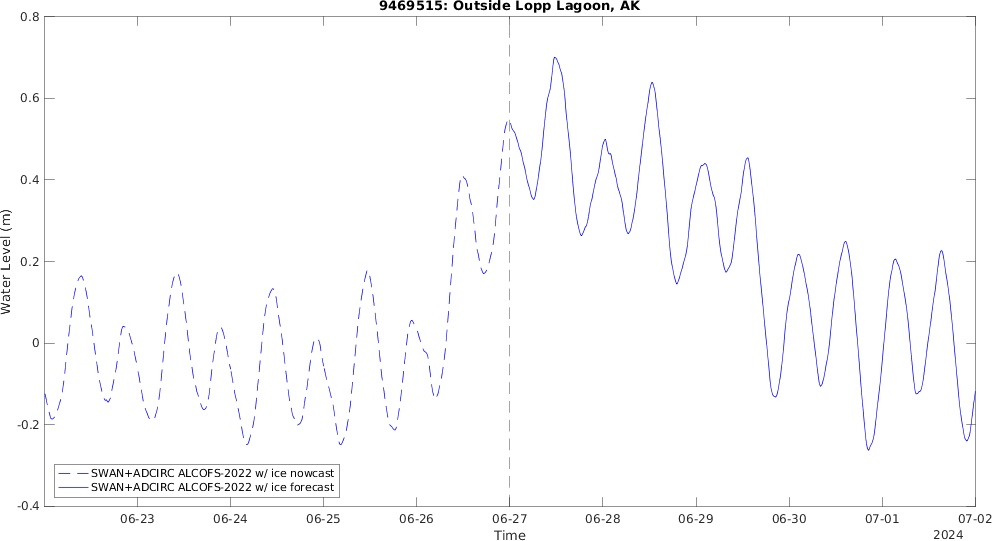 9469515: Outside Lopp Lagoon, AK
0.8
0.6
0.4
0.2
0
-0.2
-0.4
Water Level (m)
SWAN+ADCIRC ALCOFS-2022 w/ ice nowcast
SWAN+ADCIRC ALCOFS-2022 w/ ice forecast
06-23 06-24 06-25 06-26 06-27 06-28 06-29 06-30 07-01 07-02
Time
2024